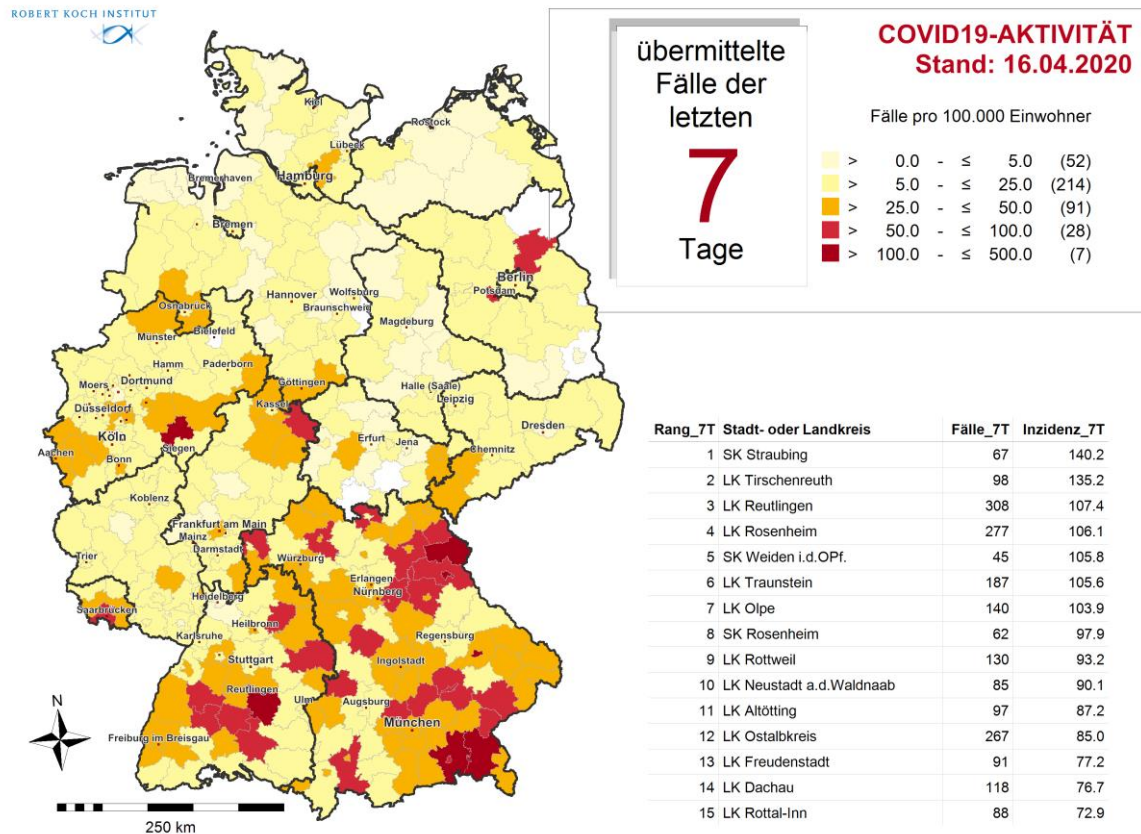 ROBERT KOCH INSTITUT
übermittelte
Fälle der
letzten
7
Tage
COVID19-AKTIVITÄT
Stand: 16.04.2020
Fälle pro 100.000 Einwohner
> 0.0 - ≤ 5.0 (52)
> 5.0 - ≤ 25.0 (214)
> 25.0 - ≤ 50.0 (91)
> 50.0 - ≤ 100.0 (28)
> 100.0 - ≤ 500.0 (7)
Kiel
Rostock
Lübeck
Hamburg
Bremerhaven
Bremen
Berlin
Potsdam
Hannover
Wolfsburg
Braunschweig
Osnabrück
Magdeburg
Münster
Bielefeld
Hamm
Paderborn
Göttingen
Moers
Dortmund
Kassel
Halle (Saale)
Leipzig
Düsseldorf
Dresden
Köln
Siegen
Erfurt
Jena
Chemnitz
Aachen
Bonn
Koblenz
Frankfurt am Main
Mainz
Darmstadt
Trier
Würzburg
Erlangen
Nürnberg
Heidelberg
Saarbrücken
Heilbronn
Karlsruhe
Regensburg
Stuttgart
Ingolstadt
Reutlingen
Ulm
Augsburg
München
Freiburg im Breisgau
N
250 km
Rang_7T Stadt- oder Landkreis Fälle_7T Inzidenz_7T
1 SK Straubing 67 140.2
2 LK Tirschenreuth 98 135.2
3 LK Reutlingen 308 107.4
4 LK Rosenheim 277 106.1
5 SK Weiden i.d.OPf. 45 105.8
6 LK Traunstein 187 105.6
7 LK Olpe 140 103.9
8 SK Rosenheim 62 97.9
9 LK Rottweil 130 93.2
10 LK Neustadt a.d.Waldnaab 85 90.1
11 LK Altötting 97 87.2
12 LK Ostalbkreis 267 85.0
13 LK Freudenstadt 91 77.2
14 LK Dachau 118 76.7
15 LK Rottal-Inn 88 72.9